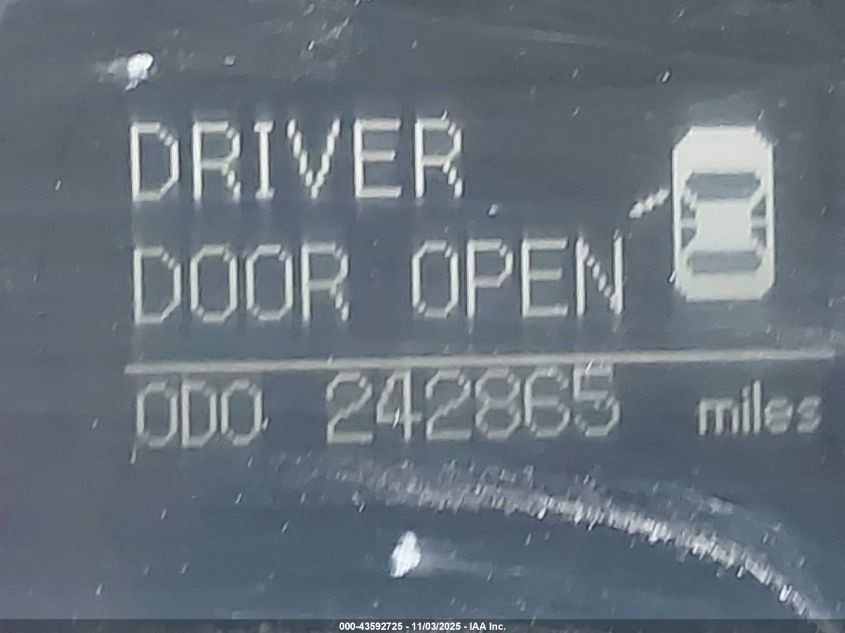 DRIVER
DOOR OPEN
ODO 242865 miles
000-43592725 - 11/03/2025 - IAA Inc.